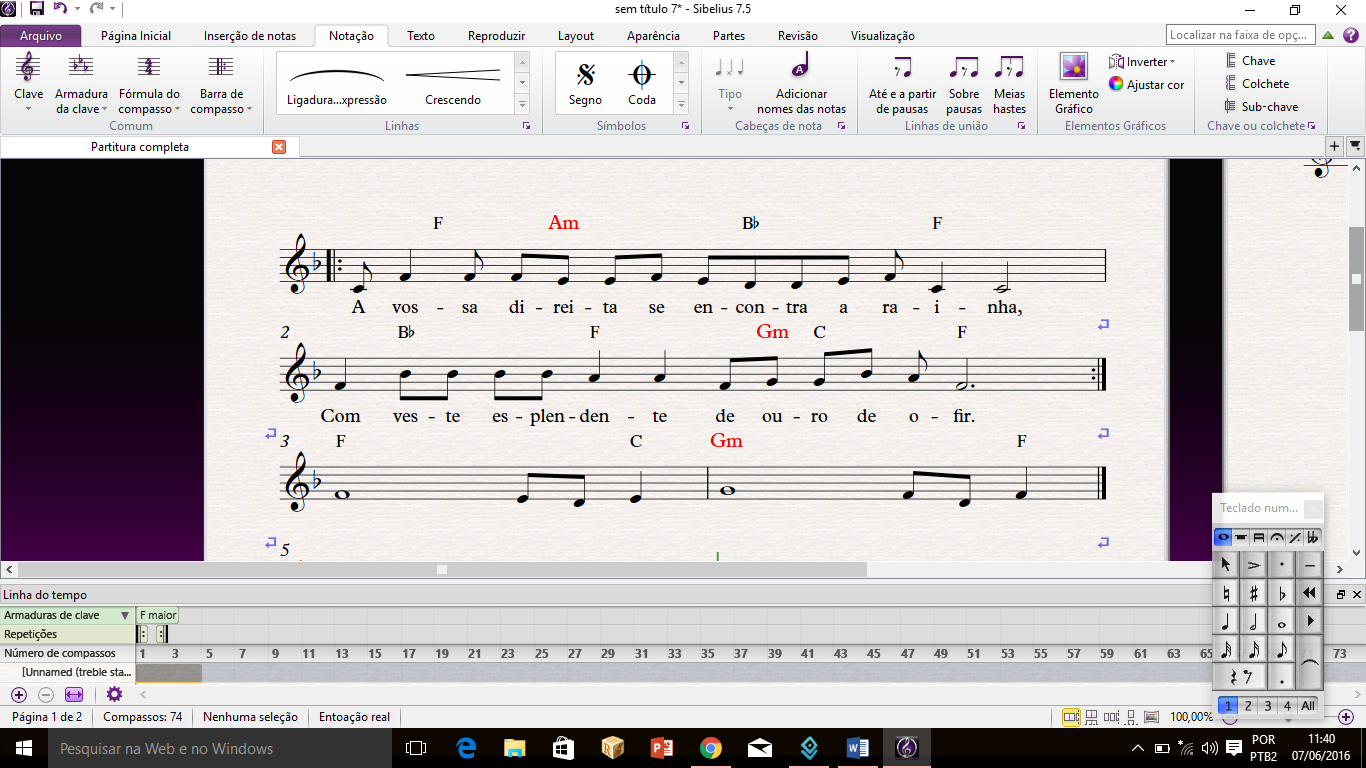 sem título 7* - Sibelius 7.5
Arquivo Página Inicial Inserção de notas Notação Texto Reproduzir Layout Aparência Partes Revisão Visualização Localizar na faixa de opç...
Clave Armadura da clave Fórmula do compasso Barra de compasso
Comum
Ligadura...xpressão Crescendo
Linhas
Segno Coda
Símbolos
Tipo Adicionar nomes das notas
Cabeças de nota
Até e a partir de pausas Sobre pausas Meias hastes
Linhas de união
Elemento Gráfico Inverter Ajustar cor
Elementos Gráficos
Chave
Colchete
Sub-chave
Chave ou colchete
Partitura completa
F Am B♭ F
A vos - sa di - rei - ta se en - con - tra a ra - i - nha,
2 B♭ F Gm C F
Com ves - te es - plen - den - te de ou - ro de o - fir.
3 F C Gm F
5
Teclado num...
1 2 3 4 All
Linha do tempo
Armaduras de clave F maior
Repetições
Número de compassos 1 3 5 7 9 11 13 15 17 19 21 23 25 27 29 31 33 35 37 39 41 43 45 47 49 51 53 55 57 59 61 63 65 73
[Unnamed (treble sta...
Página 1 de 2 Compassos: 74 Nenhuma seleção Entoação real 100,00%
Pesquisar na Web e no Windows
POR
PTB2
11:40
07/06/2016